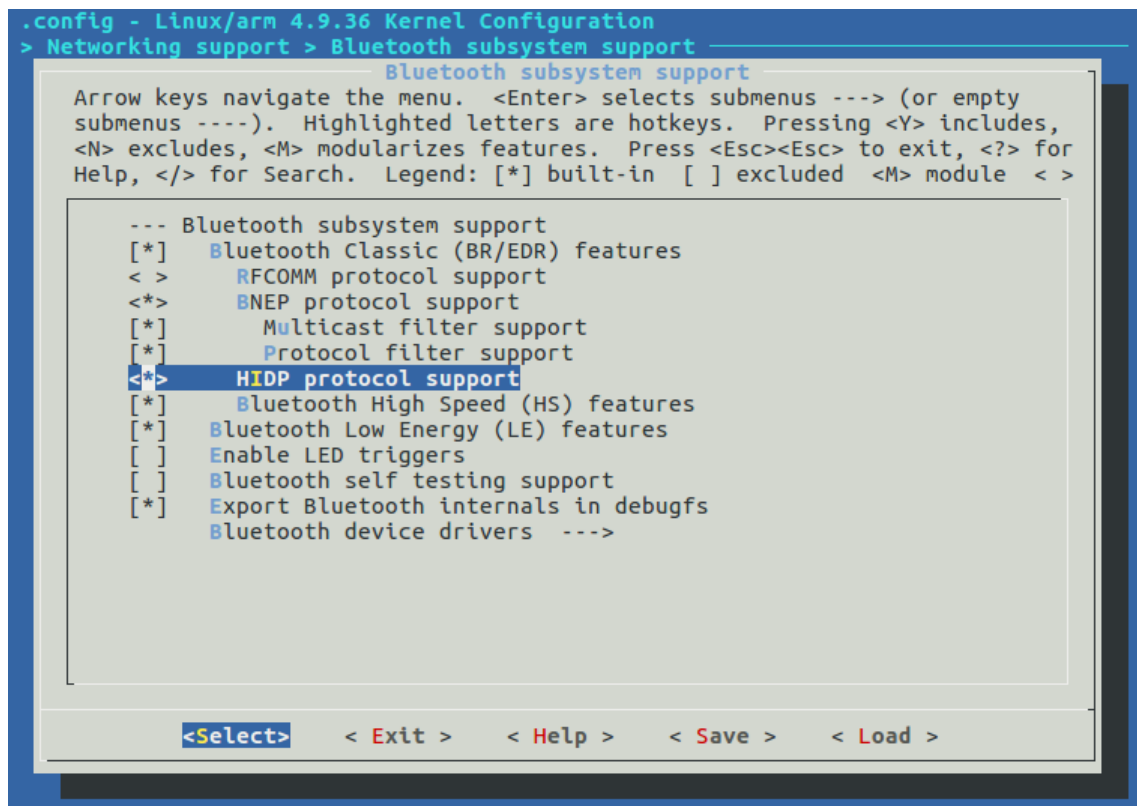 .config - Linux/arm 4.9.36 Kernel Configuration
> Networking support > Bluetooth subsystem support
Bluetooth subsystem support
Arrow keys navigate the menu.  <Enter> selects submenus ---> (or empty
submenus ----).  Highlighted letters are hotkeys.  Pressing <Y> includes,
<N> excludes, <M> modularizes features.  Press <Esc><Esc> to exit, <?> for
Help, </> for Search.  Legend: [*] built-in  [ ] excluded  <M> module  < >
--- Bluetooth subsystem support
[*]   Bluetooth Classic (BR/EDR) features
< >     RFCOMM protocol support
<*>     BNEP protocol support
[*]       Multicast filter support
[*]       Protocol filter support
<*>     HIDP protocol support
[*]     Bluetooth High Speed (HS) features
[*]   Bluetooth Low Energy (LE) features
[ ]   Enable LED triggers
[ ]   Bluetooth self testing support
[*]   Export Bluetooth internals in debugfs
Bluetooth device drivers  --->
<Select>    < Exit >    < Help >    < Save >    < Load >